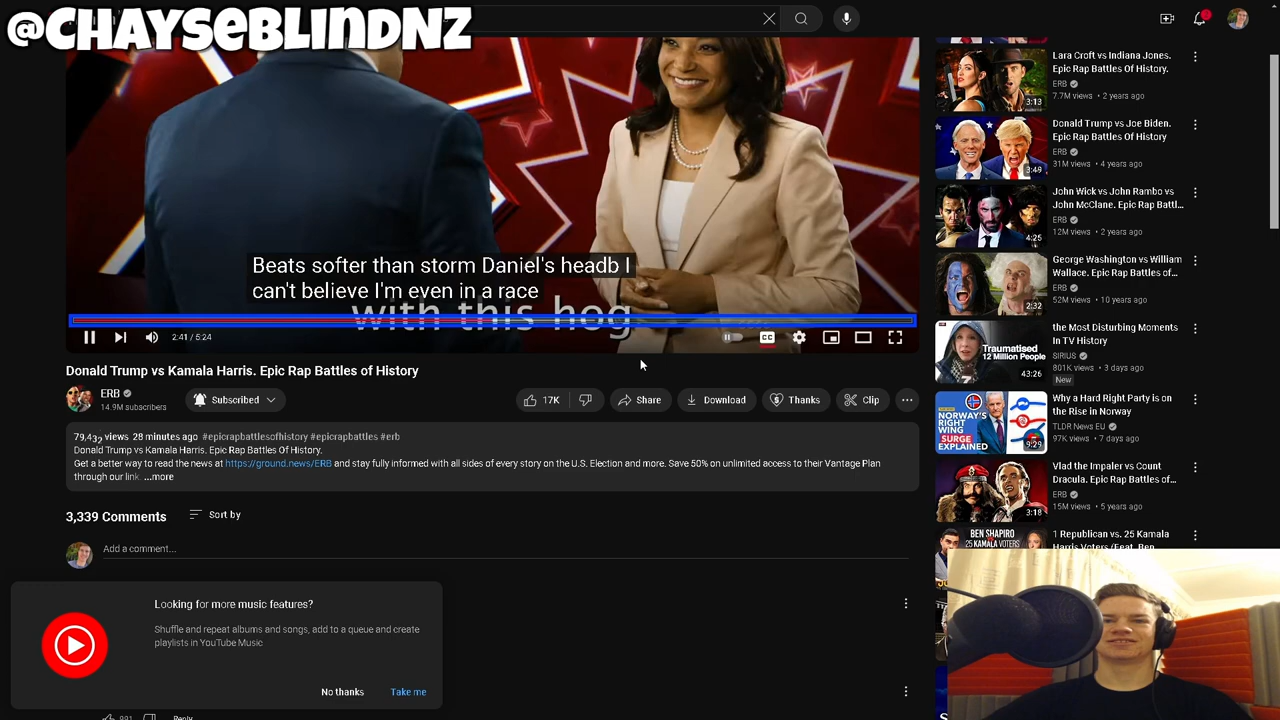 @CHAYSEBLINDNZ
Beats softer than storm Daniel's headb I
can't believe I'm even in a race
with this hog
2:41 / 5:24
CC
Donald Trump vs Kamala Harris. Epic Rap Battles of History
ERB
14.9M subscribers
Subscribed
17K
Share
Download
Thanks
Clip
views 28 minutes ago #epicrapbattlesofhistory #epicrapbattles #erb
Donald Trump vs Kamala Harris. Epic Rap Battles Of History.
Get a better way to read the news at https://ground.news/ERB and stay fully informed with all sides of every story on the U.S. Election and more. Save 50% on unlimited access to their Vantage Plan
through our link. ...more
3,339 Comments
Sort by
Add a comment...
Looking for more music features?
Shuffle and repeat albums and songs, add to a queue and create
playlists in YouTube Music
No thanks
Take me
991
Reply
Lara Croft vs Indiana Jones.
Epic Rap Battles Of History.
ERB
7.7M views • 2 years ago
3:13
Donald Trump vs Joe Biden.
Epic Rap Battles Of History
ERB
31M views • 4 years ago
3:49
John Wick vs John Rambo vs
John McClane. Epic Rap Battl...
ERB
12M views • 2 years ago
4:25
George Washington vs William
Wallace. Epic Rap Battles of...
ERB
52M views • 10 years ago
2:32
the Most Disturbing Moments
In TV History
SIRIUS
801K views • 3 days ago
New
Traumatised
12 Million People
43:26
Why a Hard Right Party is on
the Rise in Norway
TLDR News EU
97K views • 7 days ago
NORWAY'S
RIGHT
WING
SURGE
EXPLAINED
9:29
Vlad the Impaler vs Count
Dracula. Epic Rap Battles of...
ERB
15M views • 5 years ago
3:18
1 Republican vs. 25 Kamala
Harris Voters (Feat. Ben
BEN SHAPIRO
25 KAMALA VOTERS